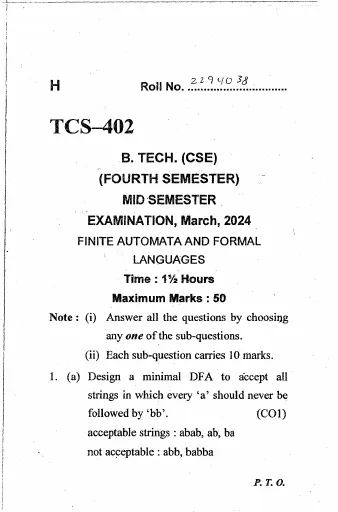 H Roll No. 2294038
TCS–402
B. TECH. (CSE)
(FOURTH SEMESTER)
MID SEMESTER
EXAMINATION, March, 2024
FINITE AUTOMATA AND FORMAL
LANGUAGES
Time : 1½ Hours
Maximum Marks : 50
Note : (i) Answer all the questions by choosing
any one of the sub-questions.
(ii) Each sub-question carries 10 marks.
1. (a) Design a minimal DFA to accept all
strings in which every ‘a’ should never be
followed by ‘bb’. (CO1)
acceptable strings : abab, ab, ba
not acceptable : abb, babba
P. T. O.